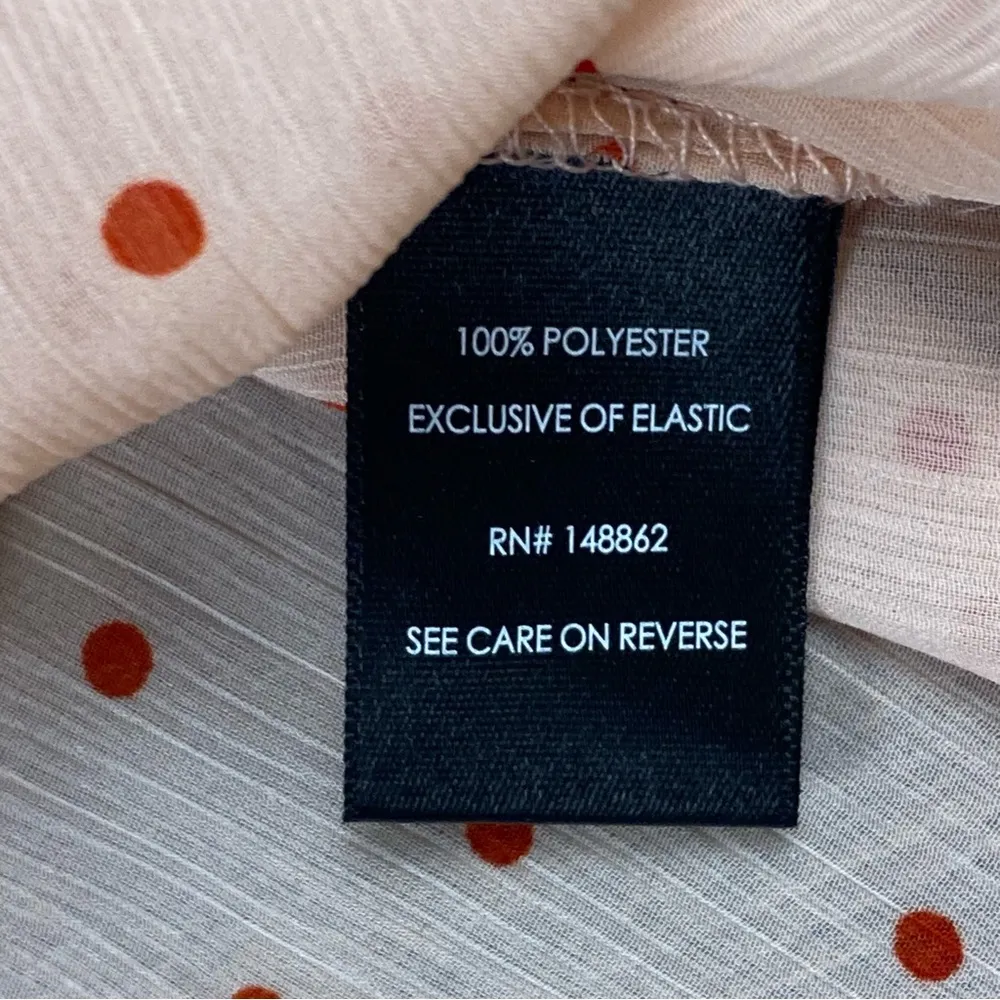 100% POLYESTER
EXCLUSIVE OF ELASTIC
RN# 148862
SEE CARE ON REVERSE